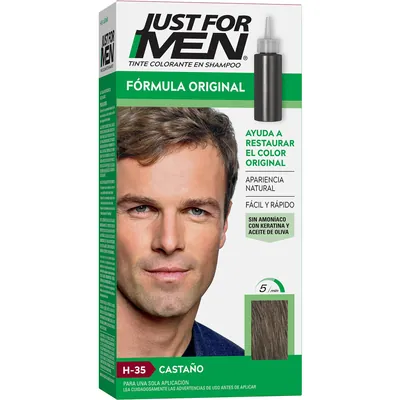 JUST FOR
MEN
TINTE COLORANTE EN SHAMPOO
FÓRMULA ORIGINAL
AYUDA A
RESTAURAR
EL COLOR
ORIGINAL
APARIENCIA
NATURAL
FÁCIL Y RÁPIDO
SIN AMONÍACO
CON KERATINA Y
ACEITE DE OLIVA
5 / min
H-35
CASTAÑO
PARA UNA SOLA APLICACIÓN
LEA CUIDADOSAMENTE LAS ADVERTENCIAS DE USO ANTES DE APLICAR